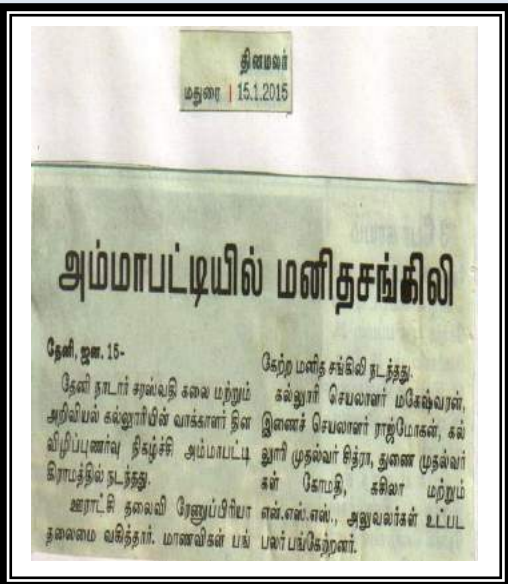 தினமலர்
மதுரை | 15.1.2015
அம்மாபட்டியில் மனிதசங்கிலி
தேனி, ஜன. 15-
தேனி நாடார் சரஸ்வதி கலை மற்றும்
அறிவியல் கல்லூரியின் வாக்காளர் தின
விழிப்புணர்வு நிகழ்ச்சி அம்மாபட்டி
கிராமத்தில் நடந்தது.
ஊராட்சி தலைவி ரேணுப்பிரியா
தலைமை வகித்தார். மாணவிகள் பங்
கேற்ற மனித சங்கிலி நடந்தது.
கல்லூரி செயலாளர் மகேஷ்வரன்,
இணைச் செயலாளர் ராஜ்மோகன், கல்
லூரி முதல்வர் சித்ரா, துணை முதல்வர்
கள் கோமதி, சுசிலா மற்றும்
என்.எஸ்.எஸ்., அலுவலர்கள் உட்பட
பலர் பங்கேற்றனர்.